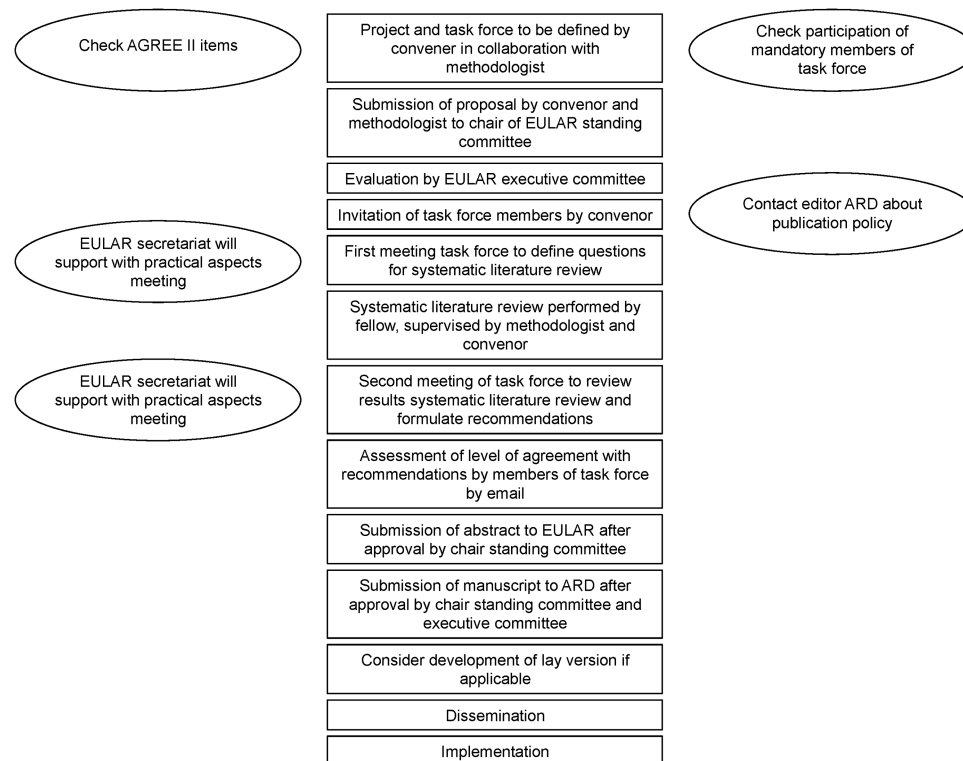 Check AGREE II items
Project and task force to be defined by
convener in collaboration with
methodologist
Check participation of
mandatory members of
task force
Submission of proposal by convenor and
methodologist to chair of EULAR standing
committee
Evaluation by EULAR executive committee
Invitation of task force members by convenor
Contact editor ARD about
publication policy
EULAR secretariat will
support with practical aspects
meeting
First meeting task force to define questions
for systematic literature review
Systematic literature review performed by
fellow, supervised by methodologist and
convenor
EULAR secretariat will
support with practical aspects
meeting
Second meeting of task force to review
results systematic literature review and
formulate recommendations
Assessment of level of agreement with
recommendations by members of task force
by email
Submission of abstract to EULAR after
approval by chair standing committee
Submission of manuscript to ARD after
approval by chair standing committee and
executive committee
Consider development of lay version if
applicable
Dissemination
Implementation